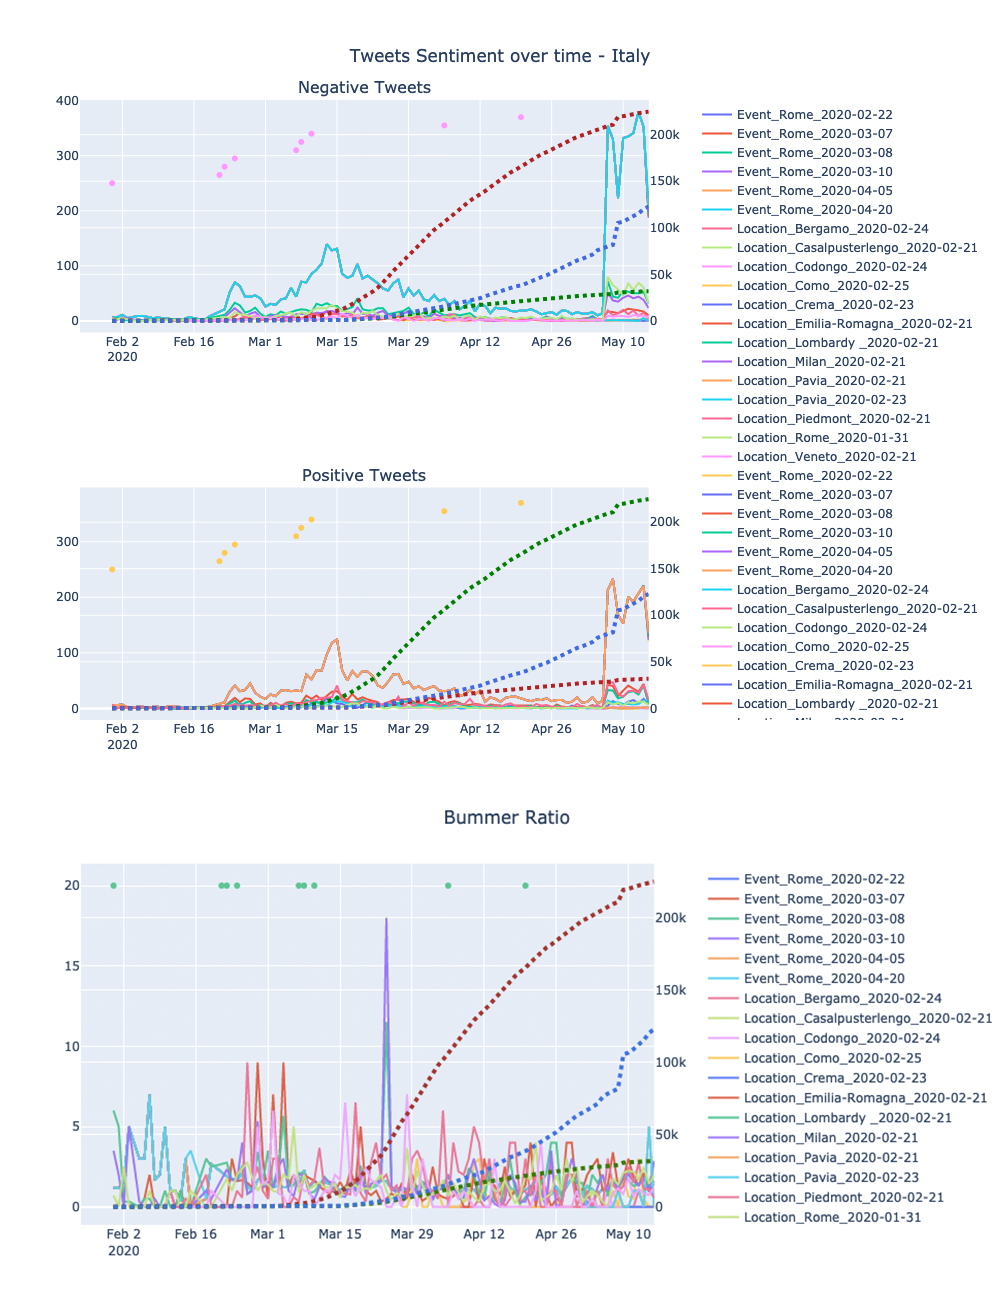 Tweets Sentiment over time - Italy
Negative Tweets
400
300
200
100
0
200k
150k
100k
50k
0
Feb 2
2020
Feb 16
Mar 1
Mar 15
Mar 29
Apr 12
Apr 26
May 10
Event_Rome_2020-02-22
Event_Rome_2020-03-07
Event_Rome_2020-03-08
Event_Rome_2020-03-10
Event_Rome_2020-04-05
Event_Rome_2020-04-20
Location_Bergamo_2020-02-24
Location_Casalpusterlengo_2020-02-21
Location_Codongo_2020-02-24
Location_Como_2020-02-25
Location_Crema_2020-02-23
Location_Emilia-Romagna_2020-02-21
Location_Lombardy _2020-02-21
Location_Milan_2020-02-21
Location_Pavia_2020-02-21
Location_Pavia_2020-02-23
Location_Piedmont_2020-02-21
Location_Rome_2020-01-31
Location_Veneto_2020-02-21
Event_Rome_2020-02-22
Event_Rome_2020-03-07
Event_Rome_2020-03-08
Event_Rome_2020-03-10
Event_Rome_2020-04-05
Event_Rome_2020-04-20
Location_Bergamo_2020-02-24
Location_Casalpusterlengo_2020-02-21
Location_Codongo_2020-02-24
Location_Como_2020-02-25
Location_Crema_2020-02-23
Location_Emilia-Romagna_2020-02-21
Location_Lombardy _2020-02-21
Positive Tweets
300
200
100
0
200k
150k
100k
50k
0
Feb 2
2020
Feb 16
Mar 1
Mar 15
Mar 29
Apr 12
Apr 26
May 10
Bummer Ratio
20
15
10
5
0
200k
150k
100k
50k
0
Feb 2
2020
Feb 16
Mar 1
Mar 15
Mar 29
Apr 12
Apr 26
May 10
Event_Rome_2020-02-22
Event_Rome_2020-03-07
Event_Rome_2020-03-08
Event_Rome_2020-03-10
Event_Rome_2020-04-05
Event_Rome_2020-04-20
Location_Bergamo_2020-02-24
Location_Casalpusterlengo_2020-02-21
Location_Codongo_2020-02-24
Location_Como_2020-02-25
Location_Crema_2020-02-23
Location_Emilia-Romagna_2020-02-21
Location_Lombardy _2020-02-21
Location_Milan_2020-02-21
Location_Pavia_2020-02-21
Location_Pavia_2020-02-23
Location_Piedmont_2020-02-21
Location_Rome_2020-01-31